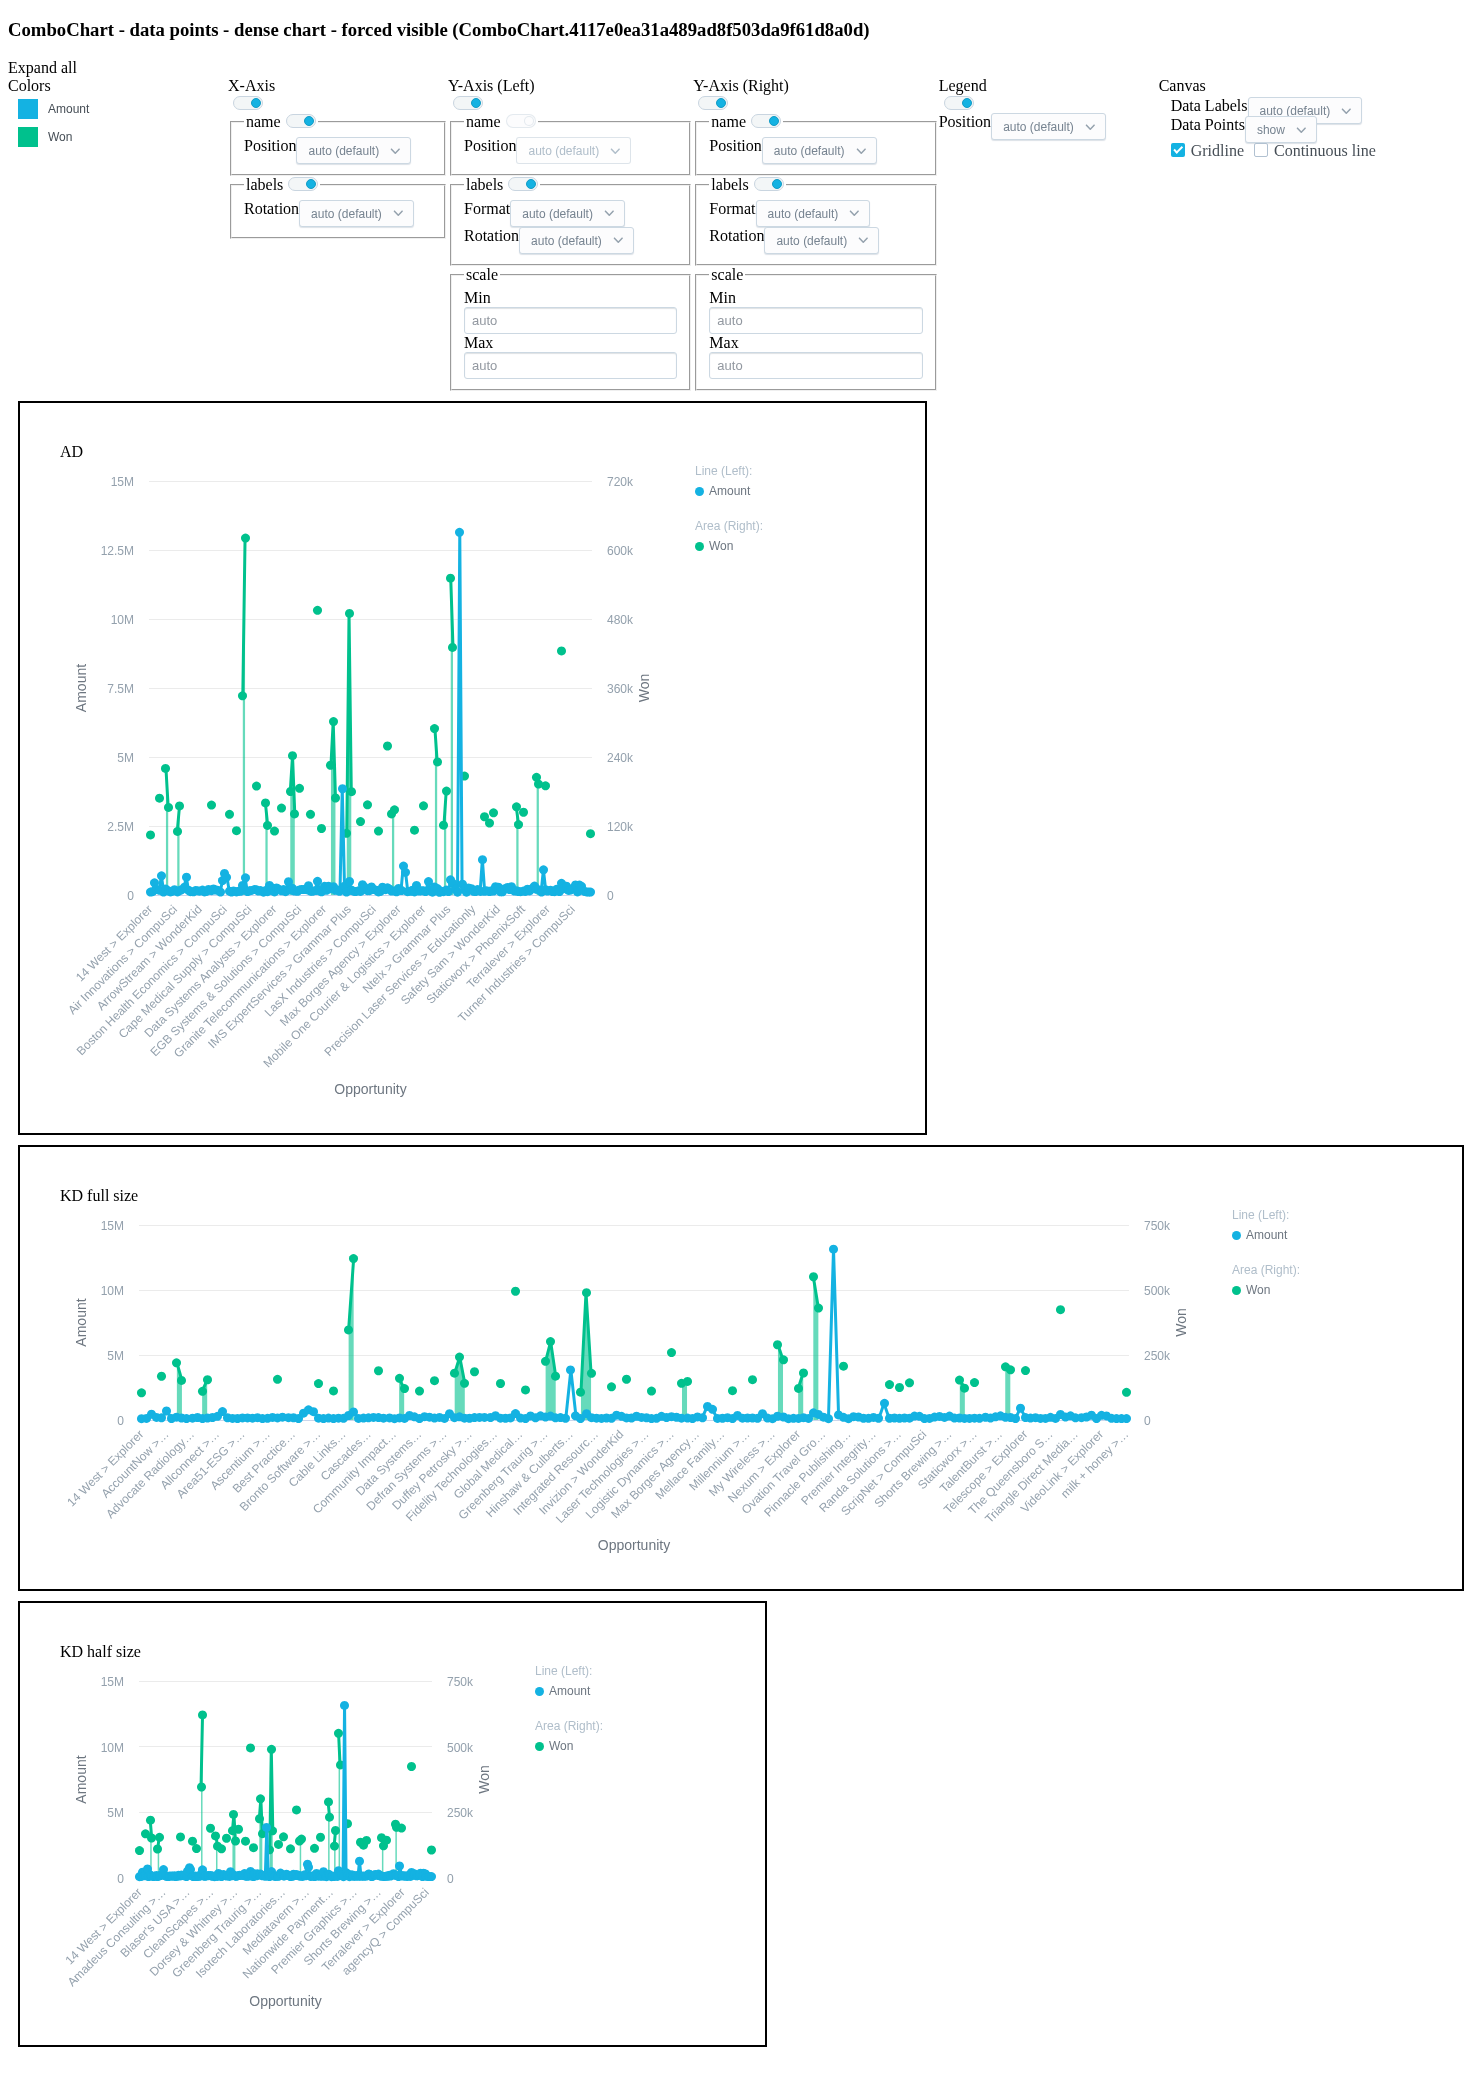 ComboChart - data points - dense chart - forced visible (ComboChart.4117e0ea31a489ad8f503da9f61d8a0d)
Expand all
Colors
Amount
Won
X-Axis
name
Position auto (default)
labels
Rotation auto (default)
Y-Axis (Left)
name
Position auto (default)
labels
Format auto (default)
Rotation auto (default)
scale
Min
auto
Max
auto
Y-Axis (Right)
name
Position auto (default)
labels
Format auto (default)
Rotation auto (default)
scale
Min
auto
Max
auto
Legend
Position auto (default)
Canvas
Data Labels auto (default)
Data Points show
Gridline Continuous line
AD
15M
12.5M
10M
7.5M
5M
2.5M
0
Amount
720k
600k
480k
360k
240k
120k
0
Won
Line (Left):
Amount
Area (Right):
Won
14 West > Explorer
Air Innovations > CompuSci
ArrowStream > WonderKid
Boston Health Economics > CompuSci
Cape Medical Supply > CompuSci
Data Systems Analysts > Explorer
EGB Systems & Solutions > CompuSci
Granite Telecommunications > Explorer
IMS ExpertServices > Grammar Plus
LasX Industries > CompuSci
Max Borges Agency > Explorer
Mobile One Courier & Logistics > Explorer
Ntelx > Grammar Plus
Precision Laser Services > Educationly
Safety Sam > WonderKid
Staticworx > PhoenixSoft
Terralever > Explorer
Turner Industries > CompuSci
Opportunity
KD full size
15M
10M
5M
0
Amount
750k
500k
250k
0
Won
Line (Left):
Amount
Area (Right):
Won
14 West > Explorer
AccountNow >…
Advocate Radiology…
Aliconnect >…
Area51-ESG >…
Ascentium >…
Best Practice…
Bronto Software >…
Cable Links…
Cascades…
Community Impact…
Data Systems…
Defran Systems >…
Duffey Petrosky >…
Fidelity Technologies…
Global Medical…
Greenberg Traurig >…
Hinshaw & Culberts…
Integrated Resourc…
Invizion > WonderKid
Laser Technologies >…
Logistic Dynamics >…
Max Borges Agency…
Mellace Family…
Millennium >…
My Wireless >…
Nexum > Explorer
Ovation Travel Gro…
Pinnacle Publishing…
Premier Integrity…
Randa Solutions >…
ScripNet > CompuSci
Shorts Brewing >…
Staticworx >…
TalentBurst >…
Telescope > Explorer
The Queensboro S…
Triangle Direct Media…
VideoLink > Explorer
milk + honey >…
Opportunity
KD half size
15M
10M
5M
0
Amount
750k
500k
250k
0
Won
Line (Left):
Amount
Area (Right):
Won
14 West > Explorer
Amadeus Consulting >…
Blaser's USA >…
CleanScapes >…
Dorsey & Whitney >…
Greenberg Traurig >…
Isotech Laboratories…
Mediatavern >…
Nationwide Payment…
Premier Graphics >…
Shorts Brewing >…
Terralever > Explorer
agencyQ > CompuSci
Opportunity